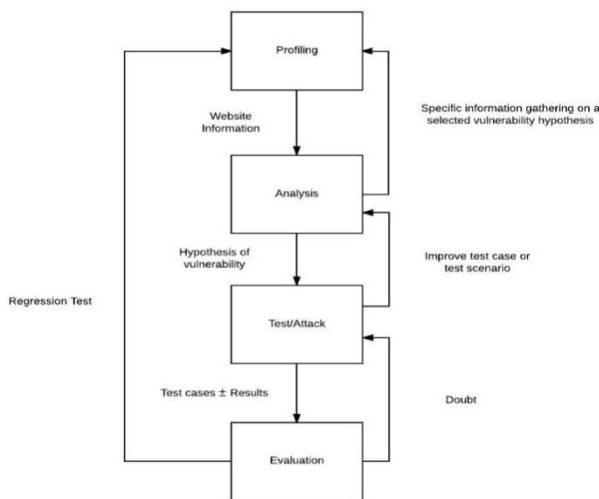 Profiling
Website
Information
Specific information gathering on a
selected vulnerability hypothesis
Analysis
Hypothesis of
vulnerability
Improve test case or
test scenario
Regression Test
Test/Attack
Test cases ± Results
Doubt
Evaluation